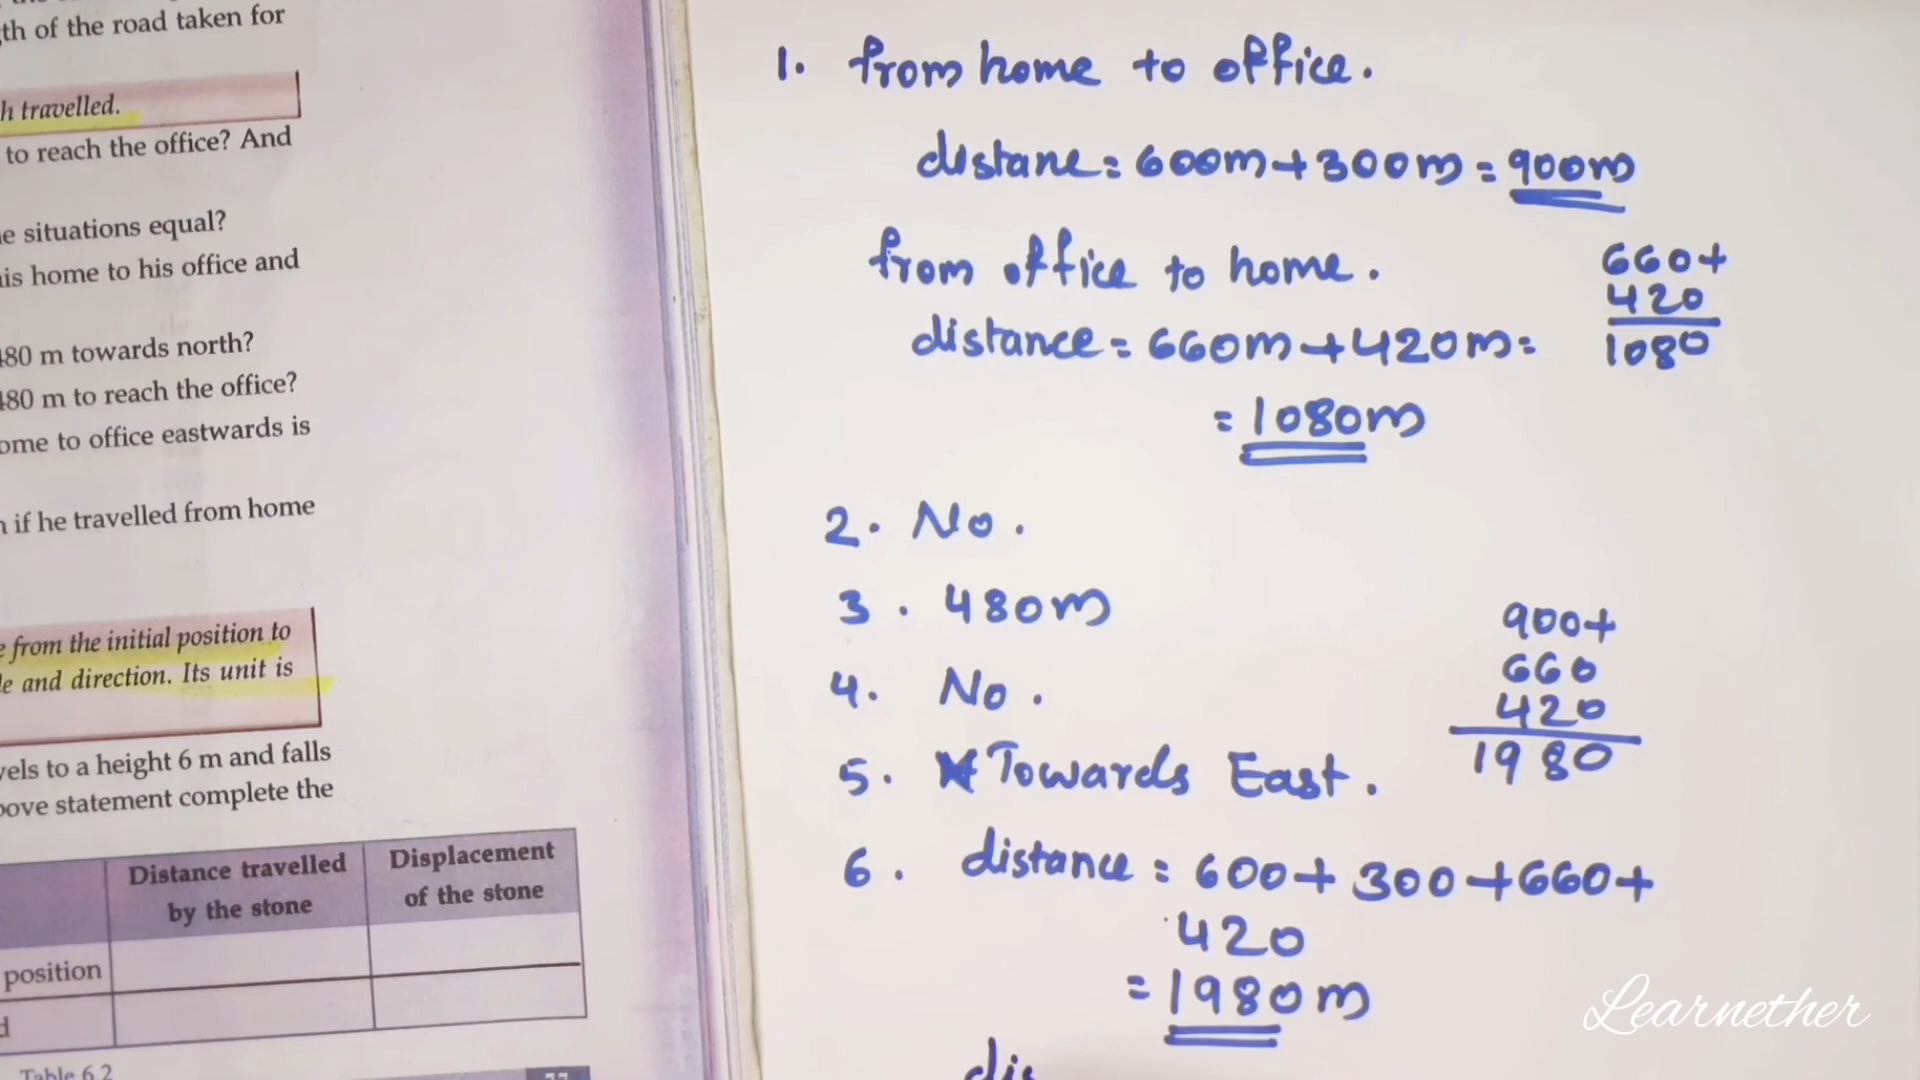 th of the road taken for
h travelled.
to reach the office? And
e situations equal?
is home to his office and
480 m towards north?
480 m to reach the office?
ome to office eastwards is
n if he travelled from home
e from the initial position to
le and direction. Its unit is
vels to a height 6 m and falls
bove statement complete the
Distance travelled
by the stone
Displacement
of the stone
position
d
Table 6.2
77
1. from home to office.
distane = 600m + 300m = 900m
from office to home.
distance = 660m + 420m =
= 1080m
660+
420
1080
2. No.
3. 480m
4. No.
5. Towards East.
900+
660
420
1980
6. distance = 600 + 300 + 660 +
420
= 1980 m
dis
Learnether